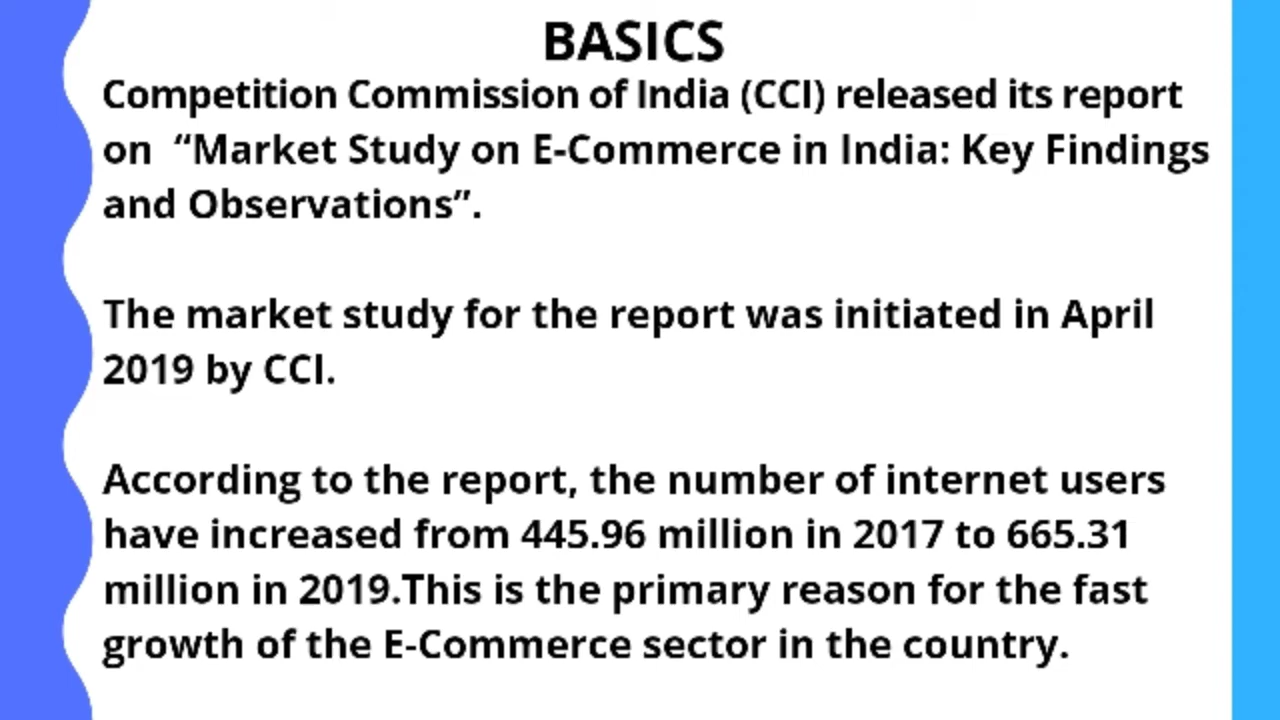 BASICS
Competition Commission of India (CCI) released its report
on “Market Study on E-Commerce in India: Key Findings
and Observations”.
The market study for the report was initiated in April
2019 by CCI.
According to the report, the number of internet users
have increased from 445.96 million in 2017 to 665.31
million in 2019.This is the primary reason for the fast
growth of the E-Commerce sector in the country.